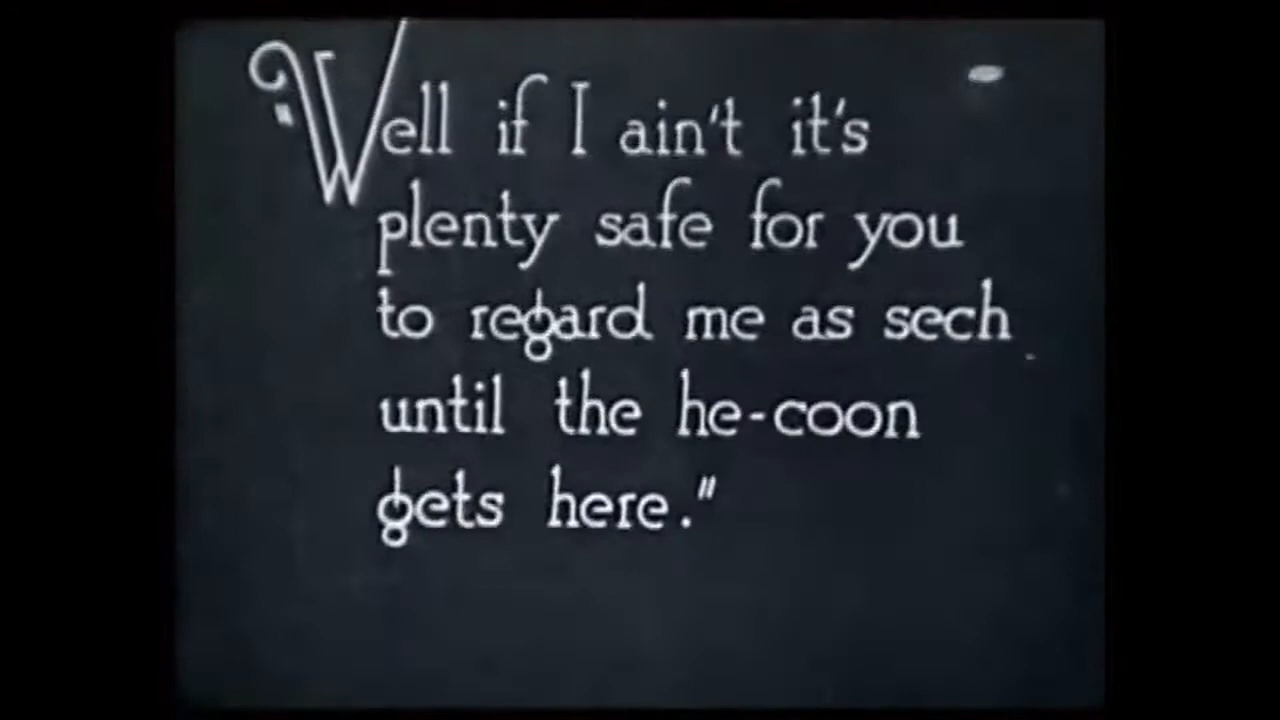 "Well if I ain't it's
plenty safe for you
to regard me as sech
until the he-coon
gets here."